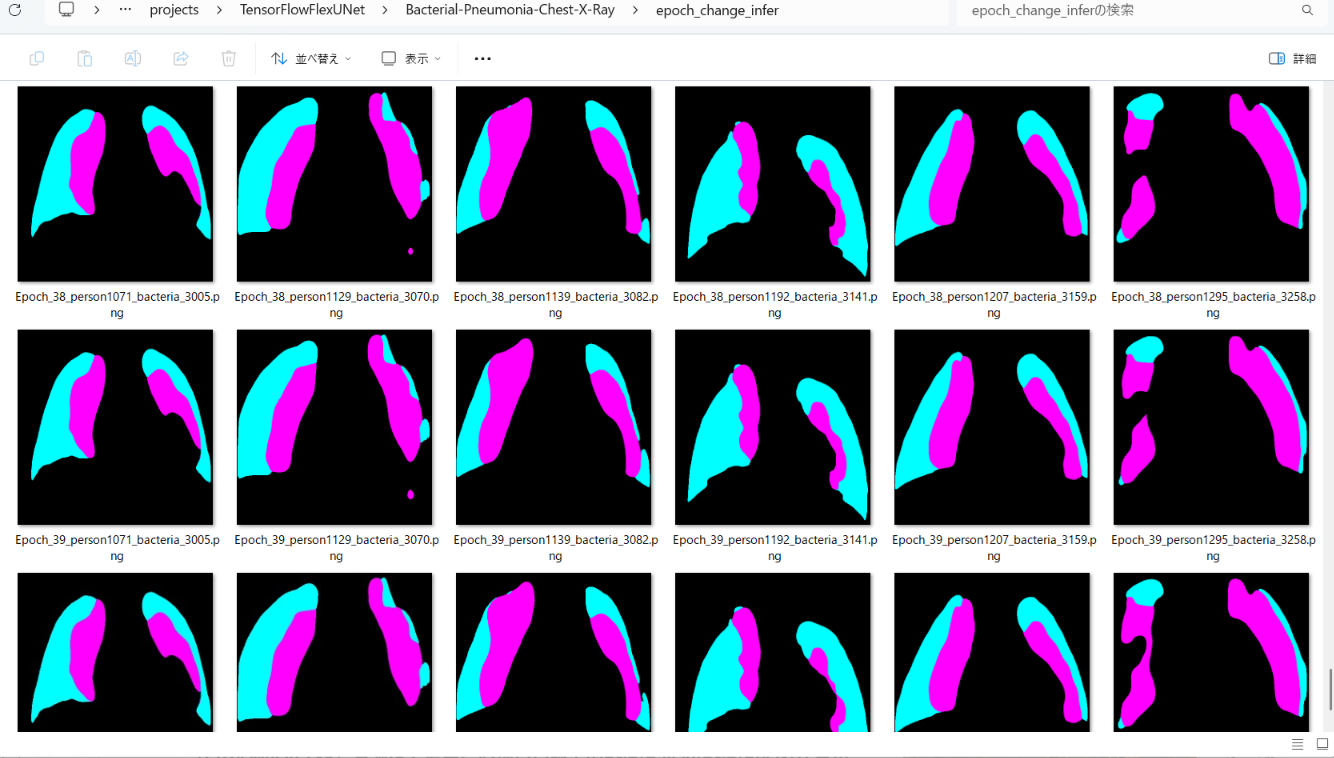 projects > TensorFlowFlexUNet > Bacterial-Pneumonia-Chest-X-Ray > epoch_change_infer
epoch_change_inferの検索
並べ替え
表示
詳細
Epoch_38_person1071_bacteria_3005.p
ng
Epoch_38_person1129_bacteria_3070.p
ng
Epoch_38_person1139_bacteria_3082.p
ng
Epoch_38_person1192_bacteria_3141.p
ng
Epoch_38_person1207_bacteria_3159.p
ng
Epoch_38_person1295_bacteria_3258.p
ng
Epoch_39_person1071_bacteria_3005.p
ng
Epoch_39_person1129_bacteria_3070.p
ng
Epoch_39_person1139_bacteria_3082.p
ng
Epoch_39_person1192_bacteria_3141.p
ng
Epoch_39_person1207_bacteria_3159.p
ng
Epoch_39_person1295_bacteria_3258.p
ng